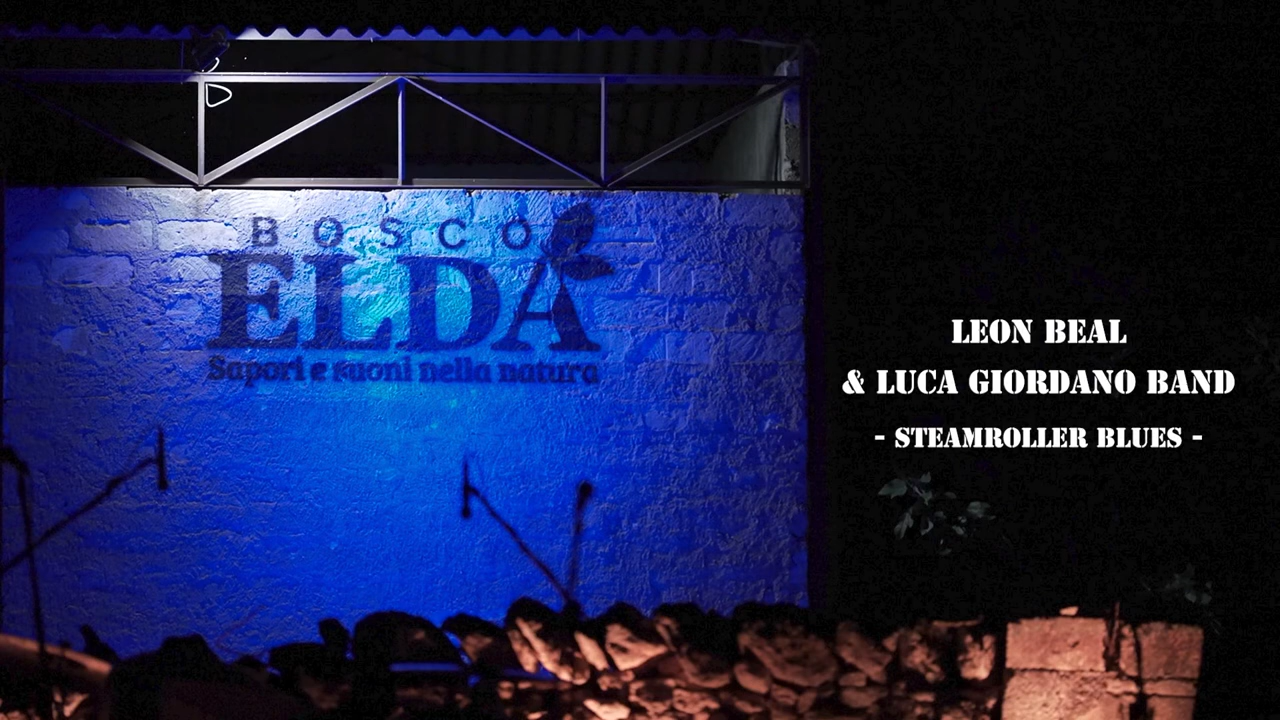 BOSCO
ELDA
Sapori e suoni nella natura
LEON BEAL
& LUCA GIORDANO BAND
- STEAMROLLER BLUES -